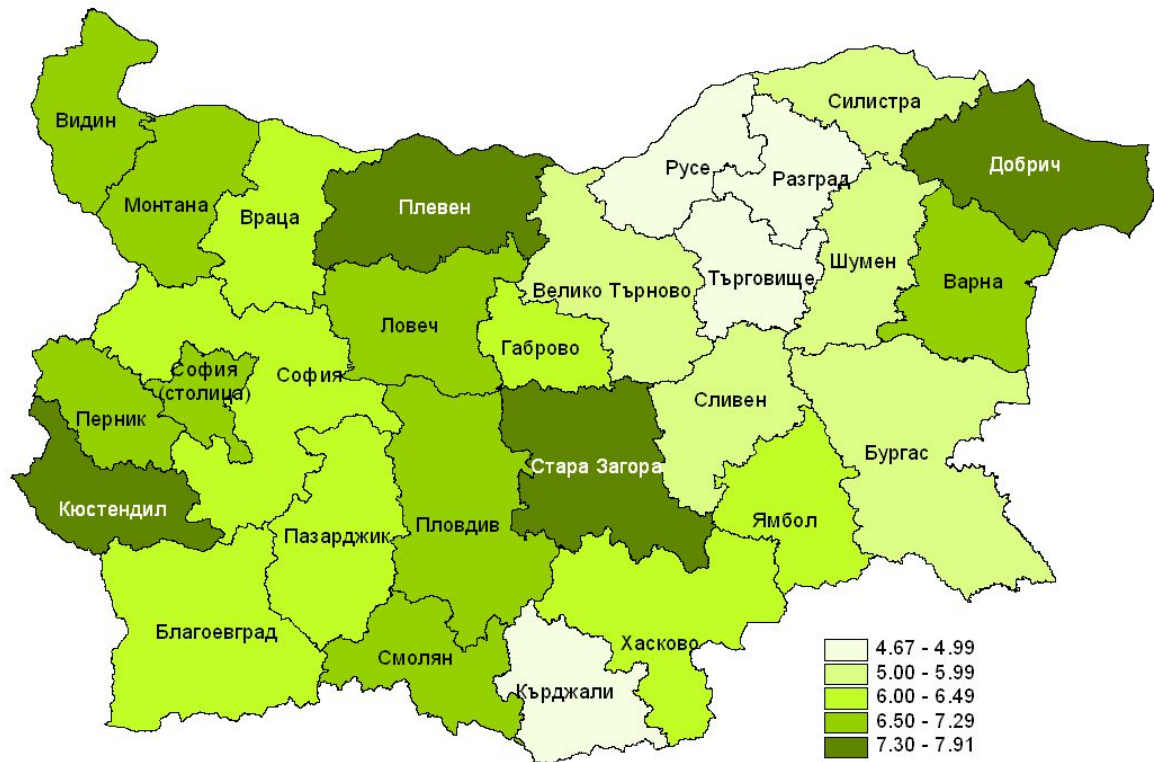 Видин
Монтана
Враца
Плевен
Русе
Разград
Силистра
Добрич
Ловеч
Велико Търново
Габрово
Търговище
Шумен
Варна
София
(столица)
София
Перник
Кюстендил
Стара Загора
Сливен
Бургас
Пазарджик
Пловдив
Ямбол
Благоевград
Смолян
Кърджали
Хасково
4.67 - 4.99
5.00 - 5.99
6.00 - 6.49
6.50 - 7.29
7.30 - 7.91